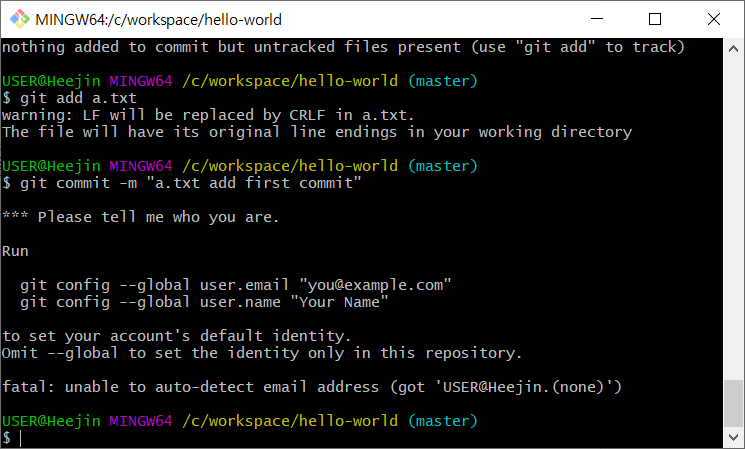 MINGW64:/c/workspace/hello-world
nothing added to commit but untracked files present (use "git add" to track)
USER@Heejin MINGW64 /c/workspace/hello-world (master)
$ git add a.txt
warning: LF will be replaced by CRLF in a.txt.
The file will have its original line endings in your working directory
USER@Heejin MINGW64 /c/workspace/hello-world (master)
$ git commit -m "a.txt add first commit"
*** Please tell me who you are.
Run
git config --global user.email "you@example.com"
git config --global user.name "Your Name"
to set your account's default identity.
Omit --global to set the identity only in this repository.
fatal: unable to auto-detect email address (got 'USER@Heejin.(none)')
USER@Heejin MINGW64 /c/workspace/hello-world (master)
$